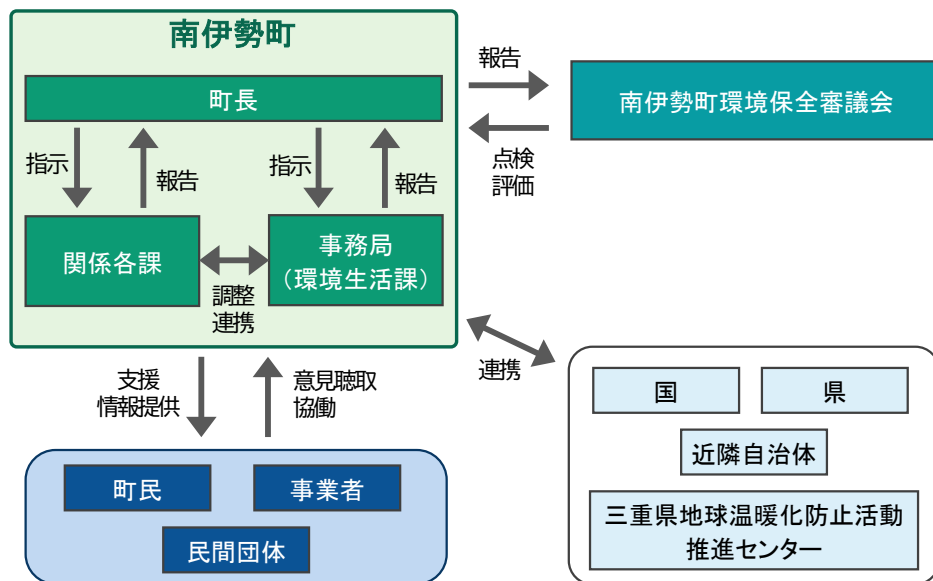 南伊勢町
町長
指示
報告
指示
報告
関係各課
調整
連携
事務局
（環境生活課）
報告
点検
評価
南伊勢町環境保全審議会
支援
情報提供
意見聴取
協働
連携
町民
事業者
民間団体
国
県
近隣自治体
三重県地球温暖化防止活動
推進センター